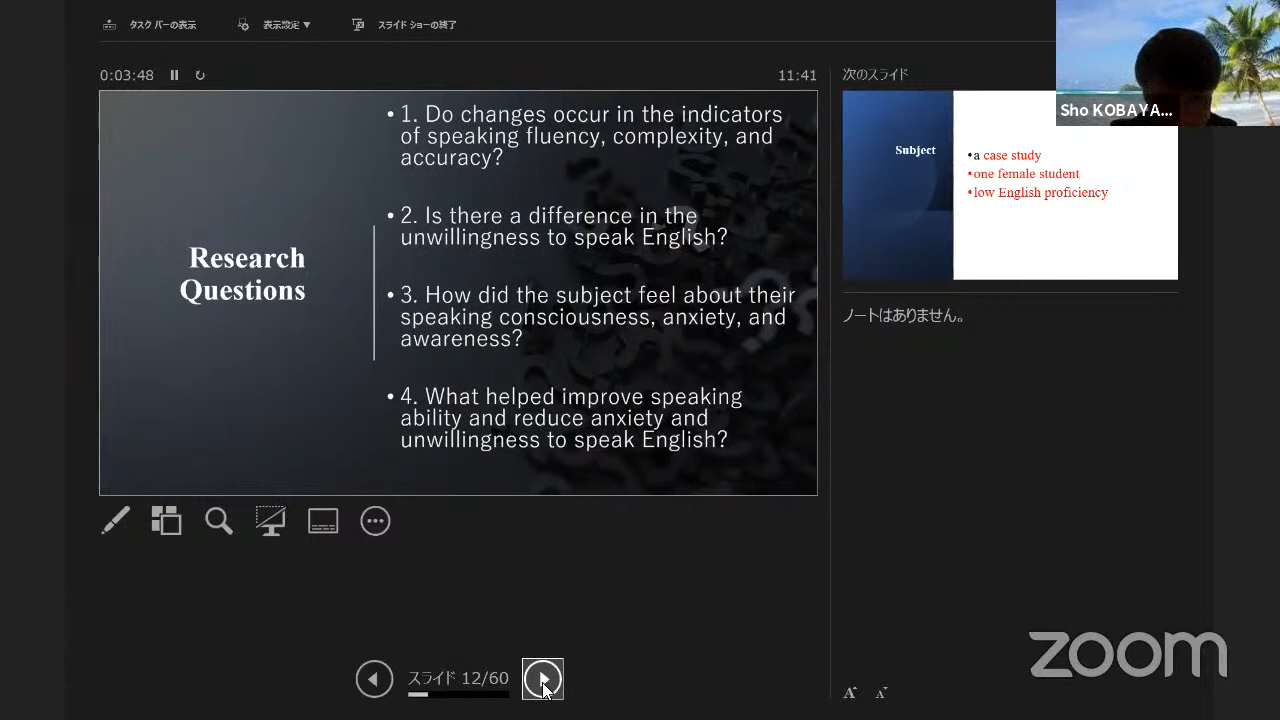 タスク バーの表示
表示設定 ▼
スライド ショーの終了
0:03:48
11:41
次のスライド
Sho KOBAYA...
• 1. Do changes occur in the indicators
of speaking fluency, complexity, and
accuracy?
• 2. Is there a difference in the
unwillingness to speak English?
Research
Questions
• 3. How did the subject feel about their
speaking consciousness, anxiety, and
awareness?
• 4. What helped improve speaking
ability and reduce anxiety and
unwillingness to speak English?
Subject
•a case study
•one female student
•low English proficiency
ノートはありません。
スライド 12/60
zoom
A
A